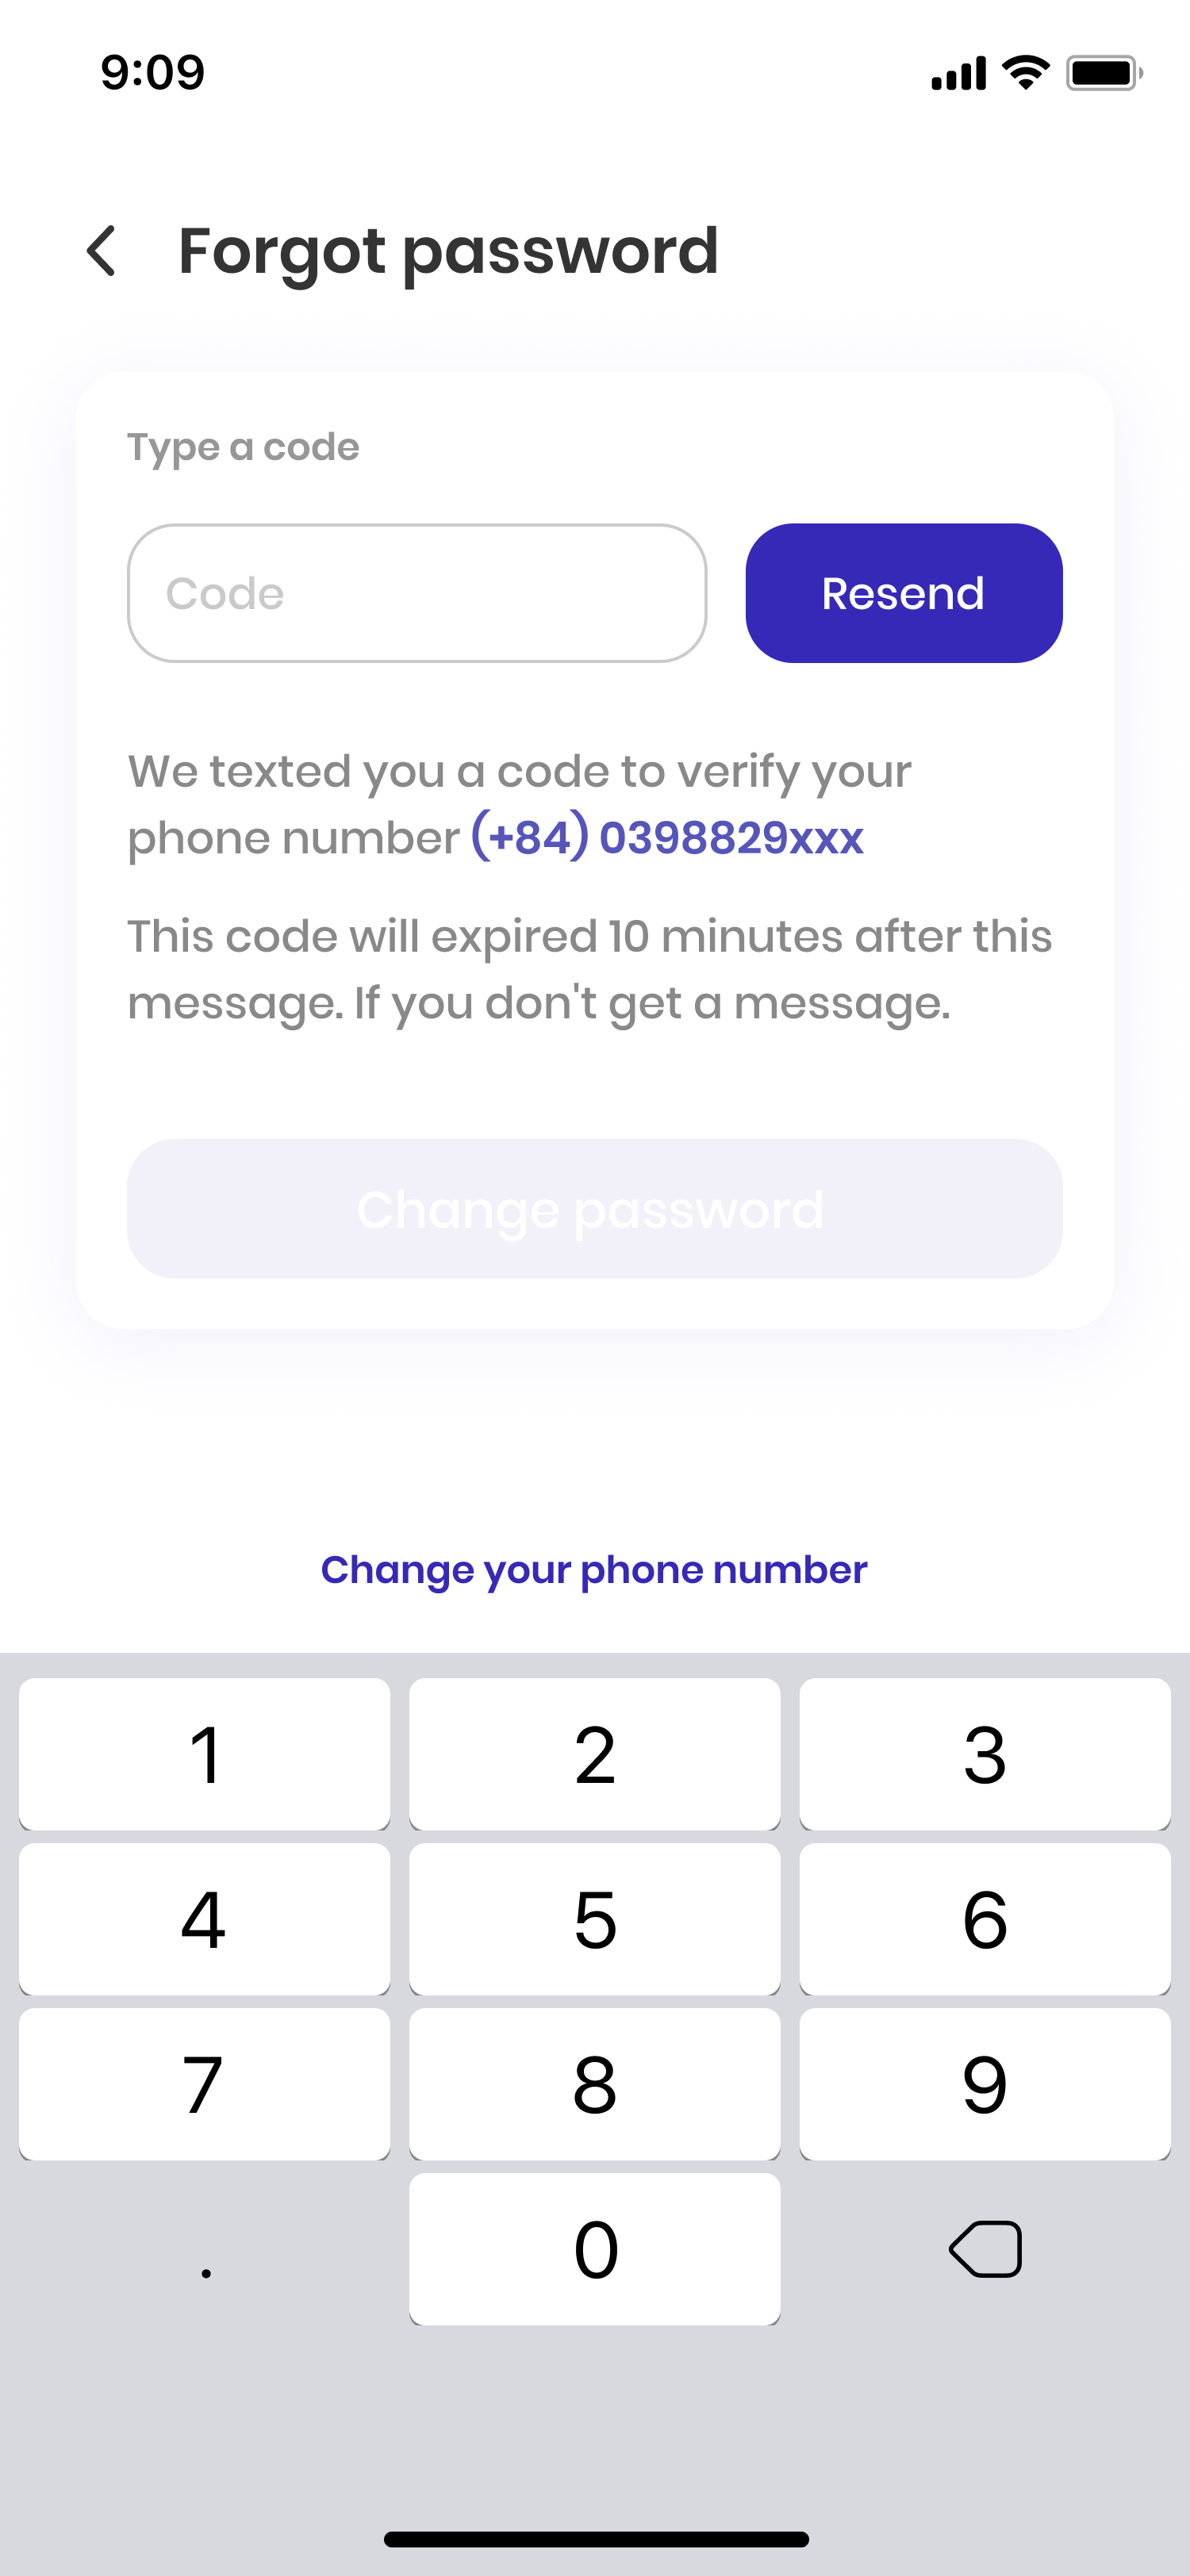 9:09
Forgot password
Type a code
Code
Resend
We texted you a code to verify your
phone number (+84) 0398829xxx
This code will expired 10 minutes after this
message. If you don't get a message.
Change password
Change your phone number
1 2 3
4 5 6
7 8 9
. 0